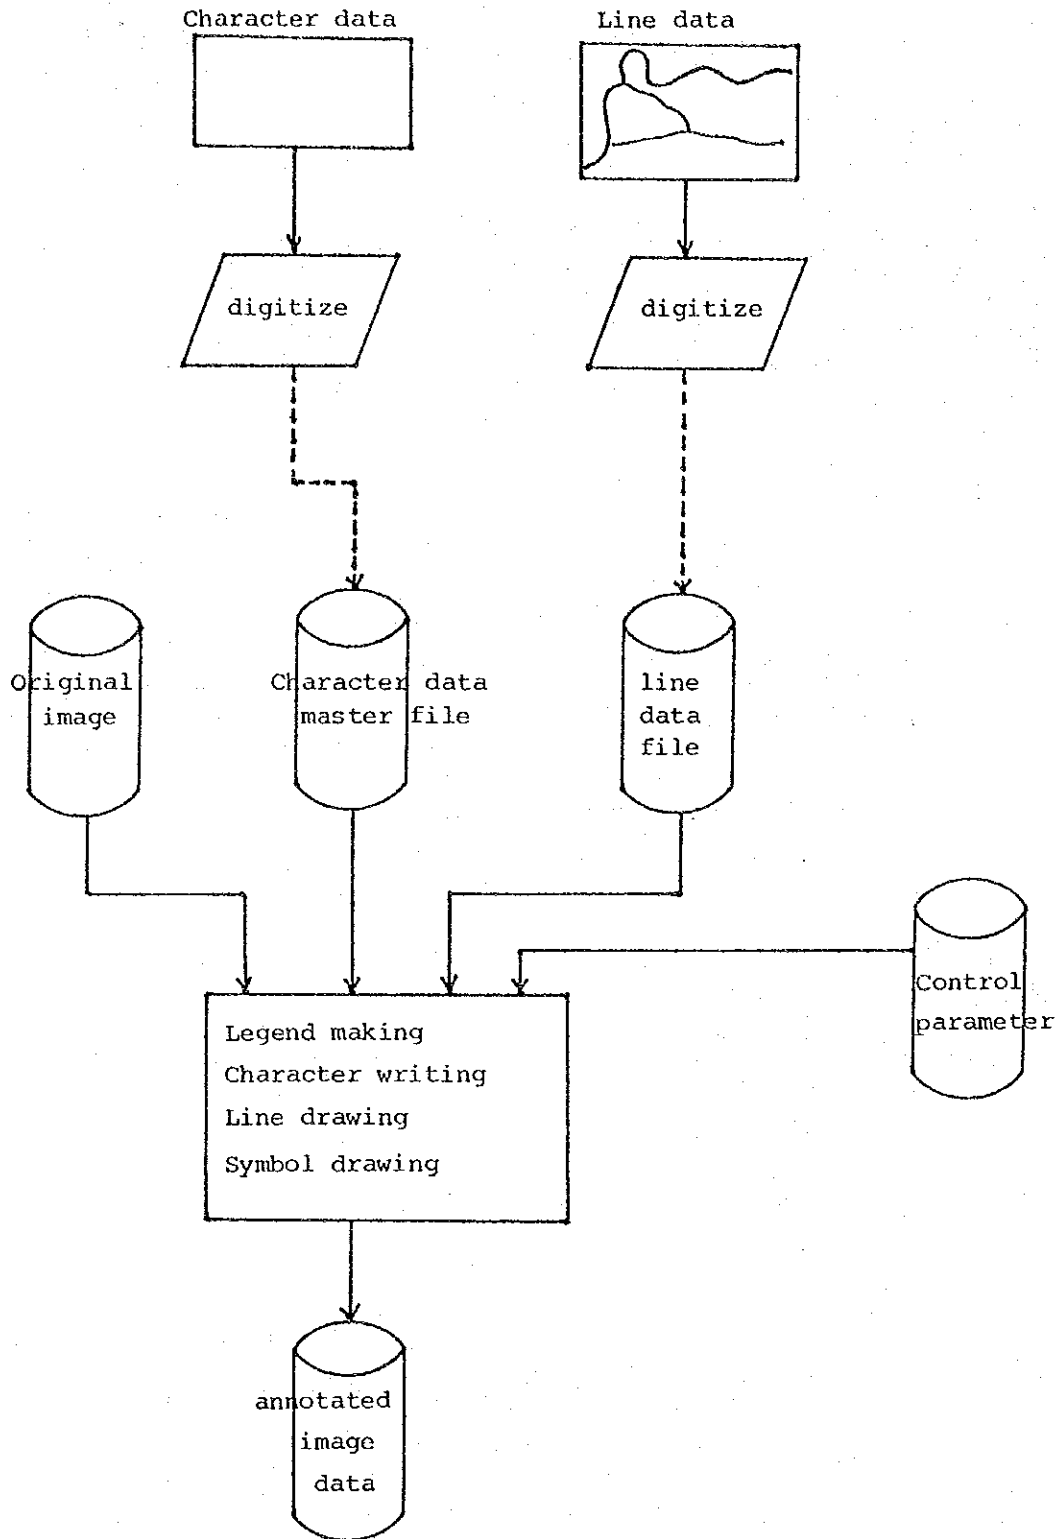 Character data
Line data
digitize
digitize
Original
image
Character data
master file
line
data
file
Control
parameter
Legend making
Character writing
Line drawing
Symbol drawing
annotated
image
data